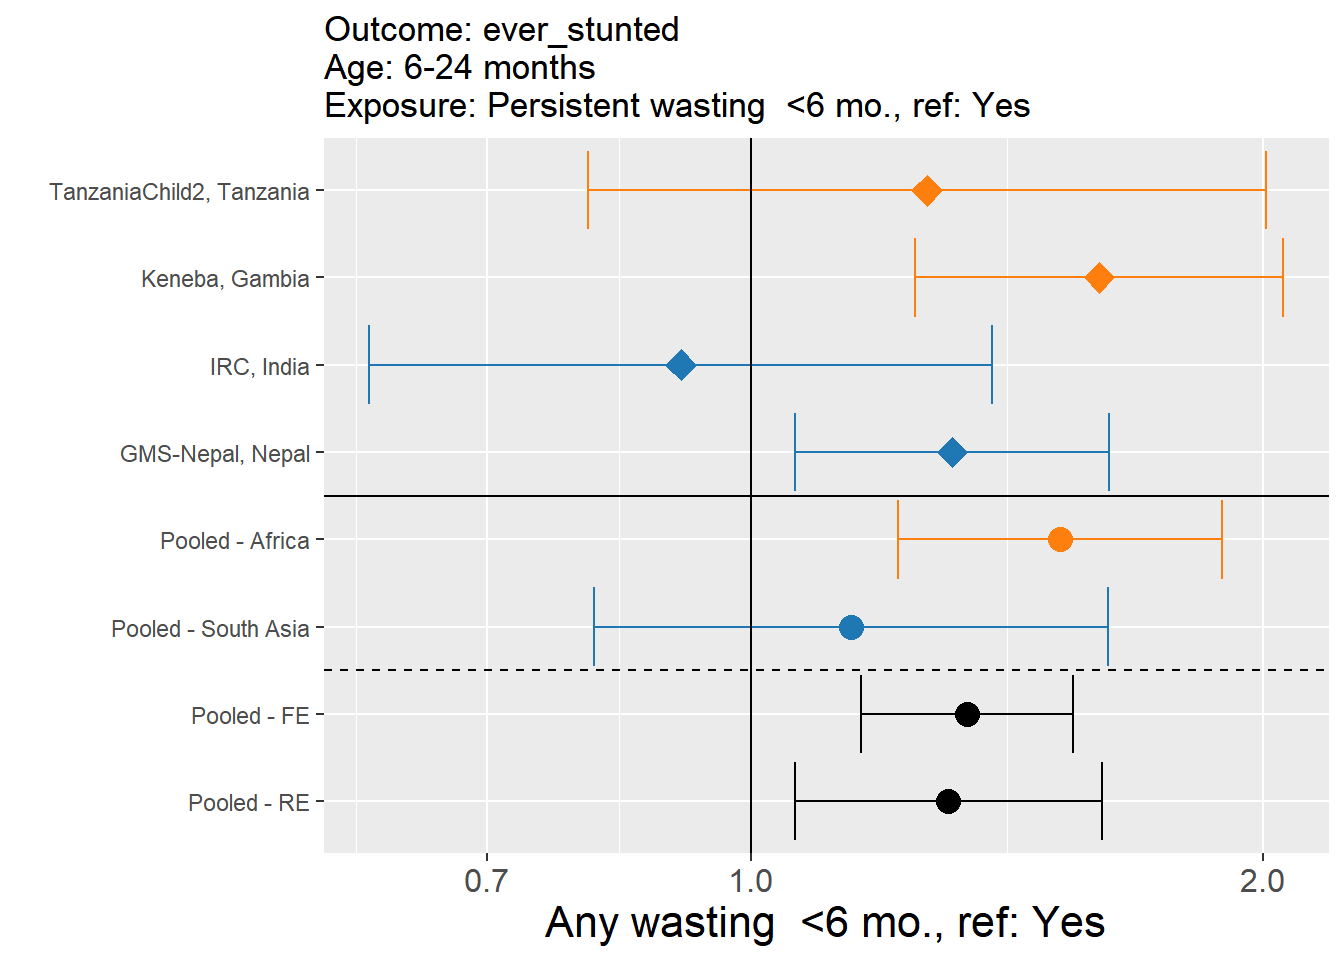 Outcome: ever_stunted
Age: 6-24 months
Exposure: Persistent wasting  <6 mo., ref: Yes
TanzaniaChild2, Tanzania
Keneba, Gambia
IRC, India
GMS-Nepal, Nepal
Pooled - Africa
Pooled - South Asia
Pooled - FE
Pooled - RE
0.7 1.0 2.0
Any wasting  <6 mo., ref: Yes